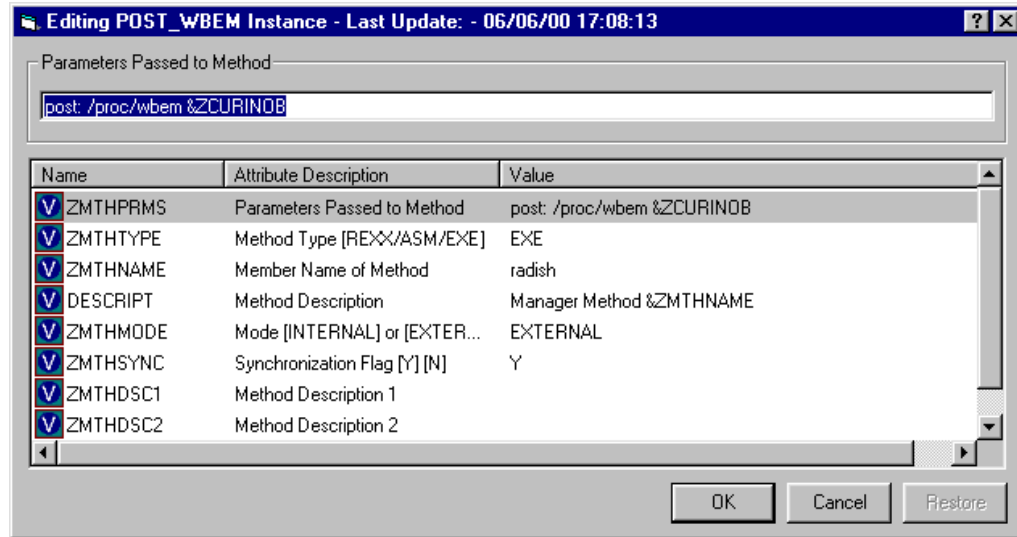 Editing POST_WBEM Instance - Last Update: - 06/06/00 17:08:13
Parameters Passed to Method
post: /proc/wbem &ZCURINOB
Name Attribute Description Value
V ZMTHPRMS Parameters Passed to Method post: /proc/wbem &ZCURINOB
V ZMTHTYPE Method Type [REXX/ASM/EXE] EXE
V ZMTHNAME Member Name of Method radish
V DESCRIPT Method Description Manager Method &ZMTHNAME
V ZMTHMODE Mode [INTERNAL] or [EXTER... EXTERNAL
V ZMTHSYNC Synchronization Flag [Y] [N] Y
V ZMTHDSC1 Method Description 1
V ZMTHDSC2 Method Description 2
OK Cancel Restore